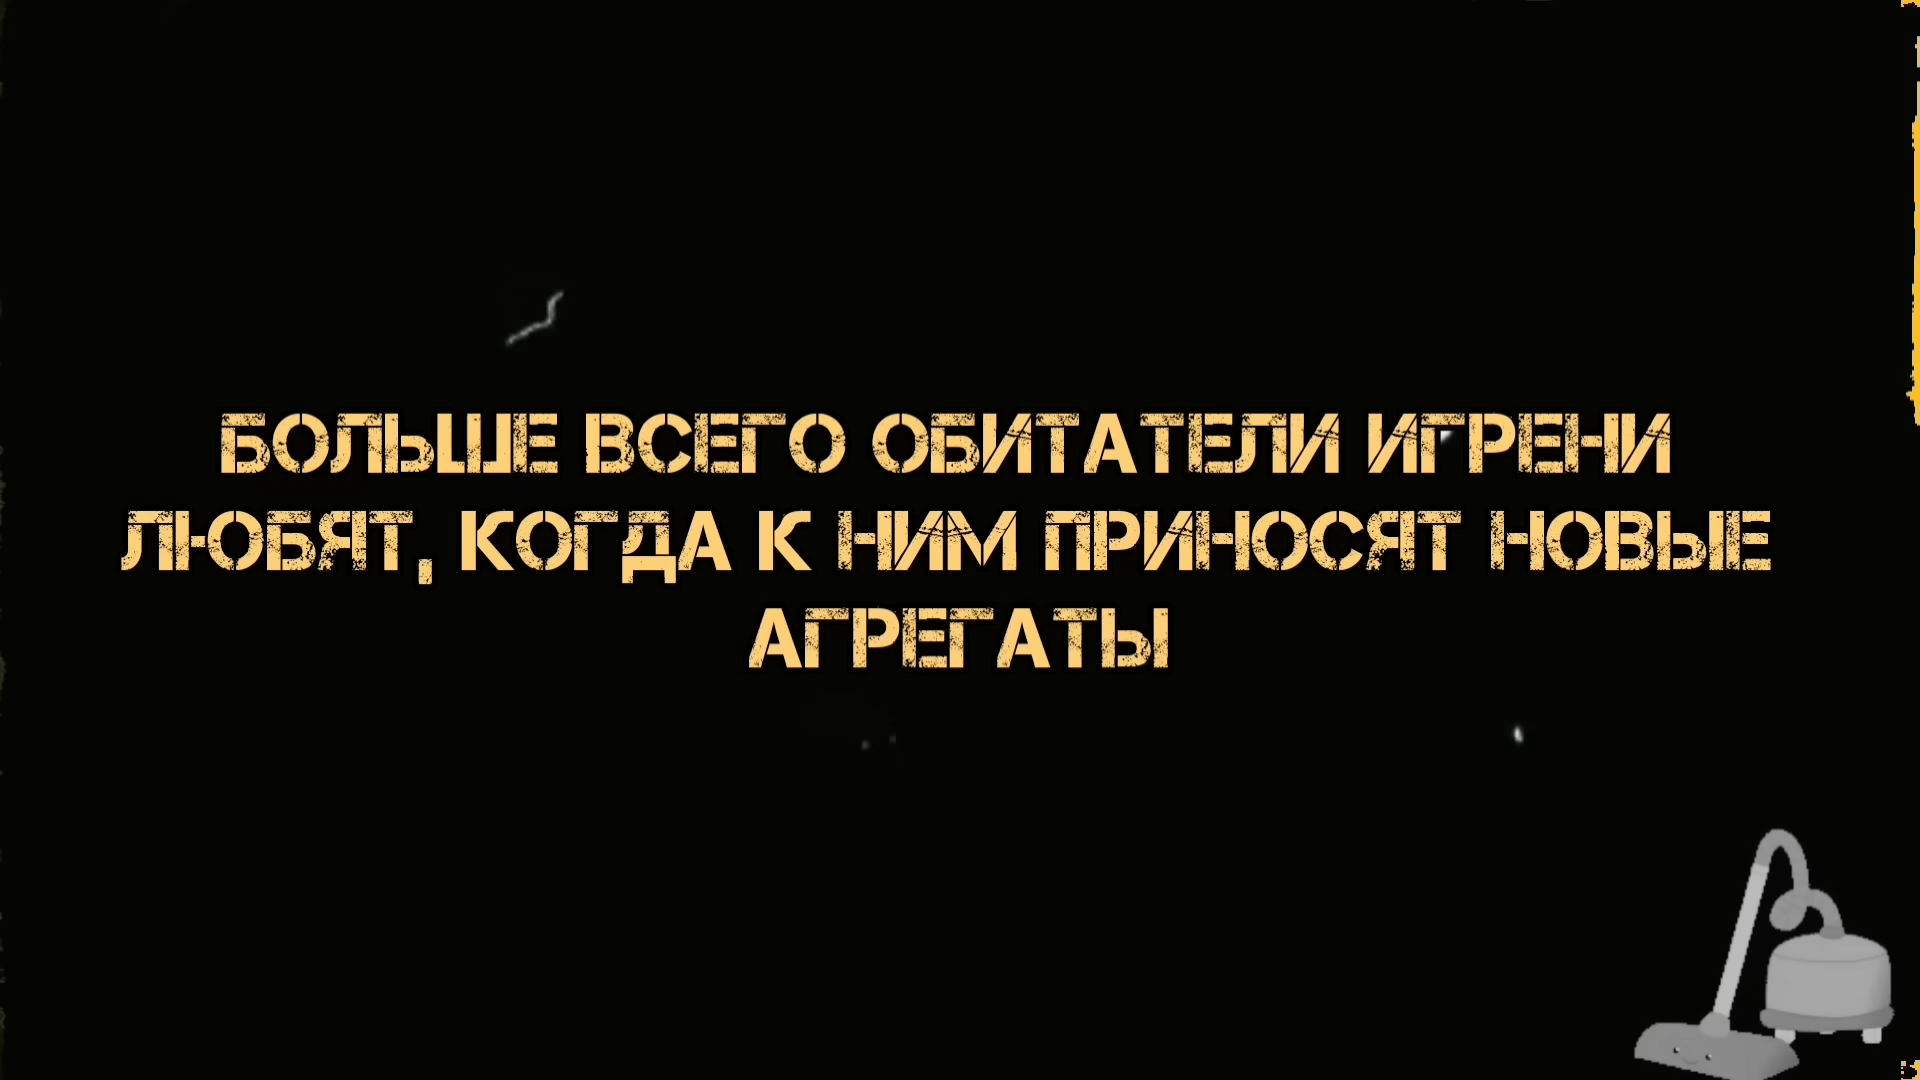 БОЛЬШЕ ВСЕГО ОБИТАТЕЛИ ИГРЕНИ
ЛЮБЯТ, КОГДА К НИМ ПРИНОСЯТ НОВЫЕ
АГРЕГАТЫ